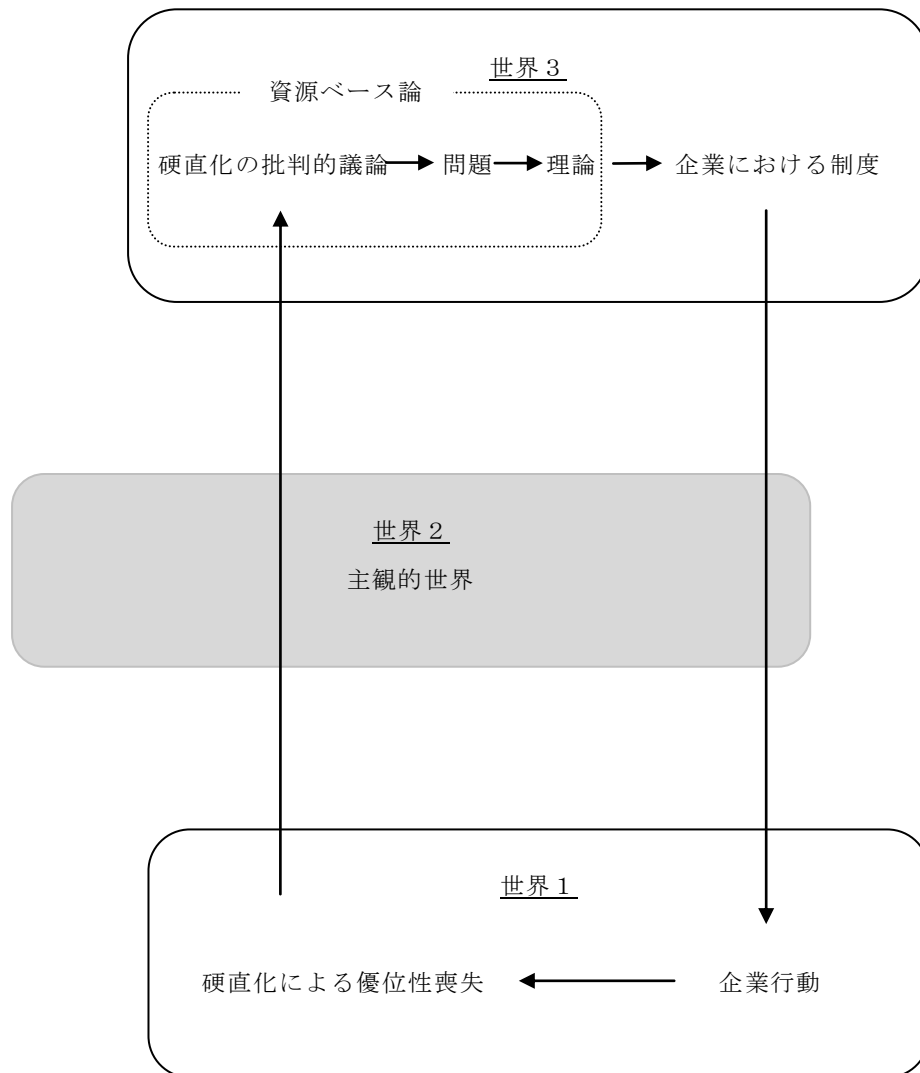 世界３
資源ベース論
硬直化の批判的議論
問題
理論
企業における制度
世界２
主観的世界
世界１
硬直化による優位性喪失
企業行動